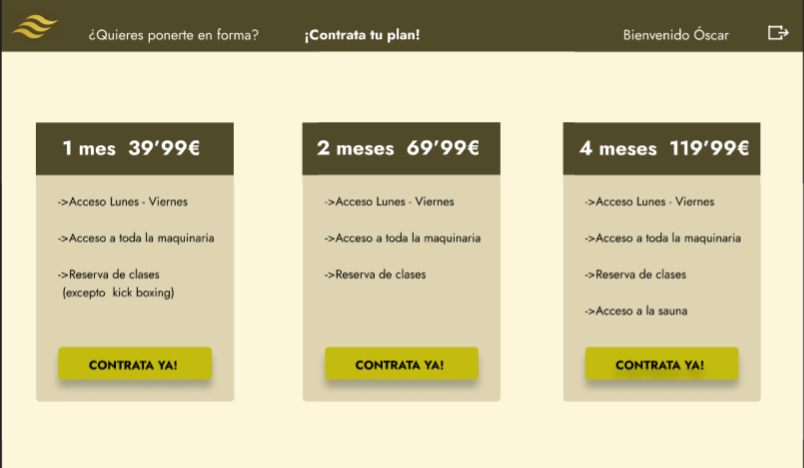 ¿Quieres ponerte en forma? ¡Contrata tu plan! Bienvenido Óscar
1 mes 39’99€
->Acceso Lunes - Viernes
->Acceso a toda la maquinaria
->Reserva de clases
(excepto kick boxing)
CONTRATA YA!
2 meses 69’99€
->Acceso Lunes - Viernes
->Acceso a toda la maquinaria
->Reserva de clases
CONTRATA YA!
4 meses 119’99€
->Acceso Lunes - Viernes
->Acceso a toda la maquinaria
->Reserva de clases
->Acceso a la sauna
CONTRATA YA!